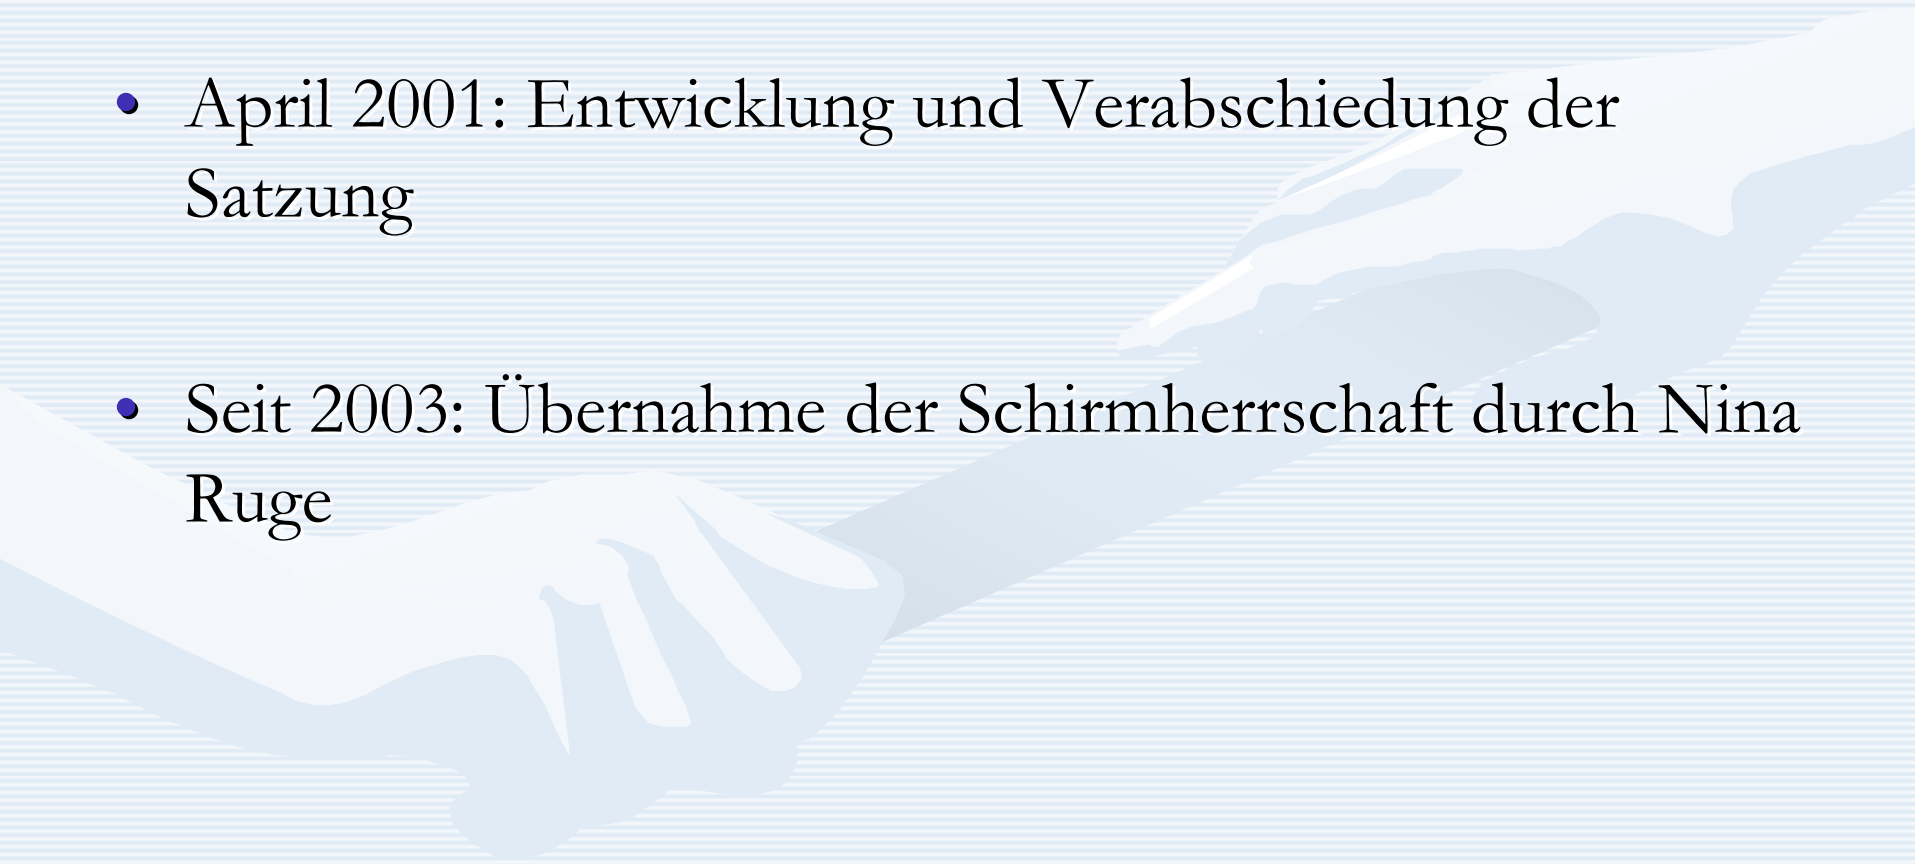 • April 2001: Entwicklung und Verabschiedung der
Satzung
• Seit 2003: Übernahme der Schirmherrschaft durch Nina
Ruge